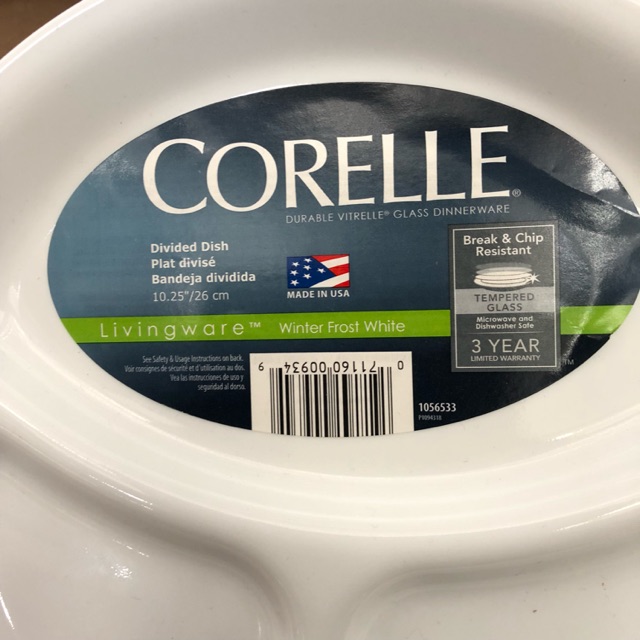 CORELLE®
DURABLE VITRELLE® GLASS DINNERWARE
Divided Dish
Plat divisé
Bandeja dividida
10.25"/26 cm
MADE IN USA
Break & Chip
Resistant
TEMPERED
GLASS
Microwave and
Dishwasher Safe
3 YEAR
LIMITED WARRANTY
Livingware™ Winter Frost White
TM
See Safety & Usage Instructions on back.
Voir consignes de sécurité et d'utilisation au dos.
Vea las instrucciones de uso y
seguridad al dorso.
0 71160 00934 9
1056533